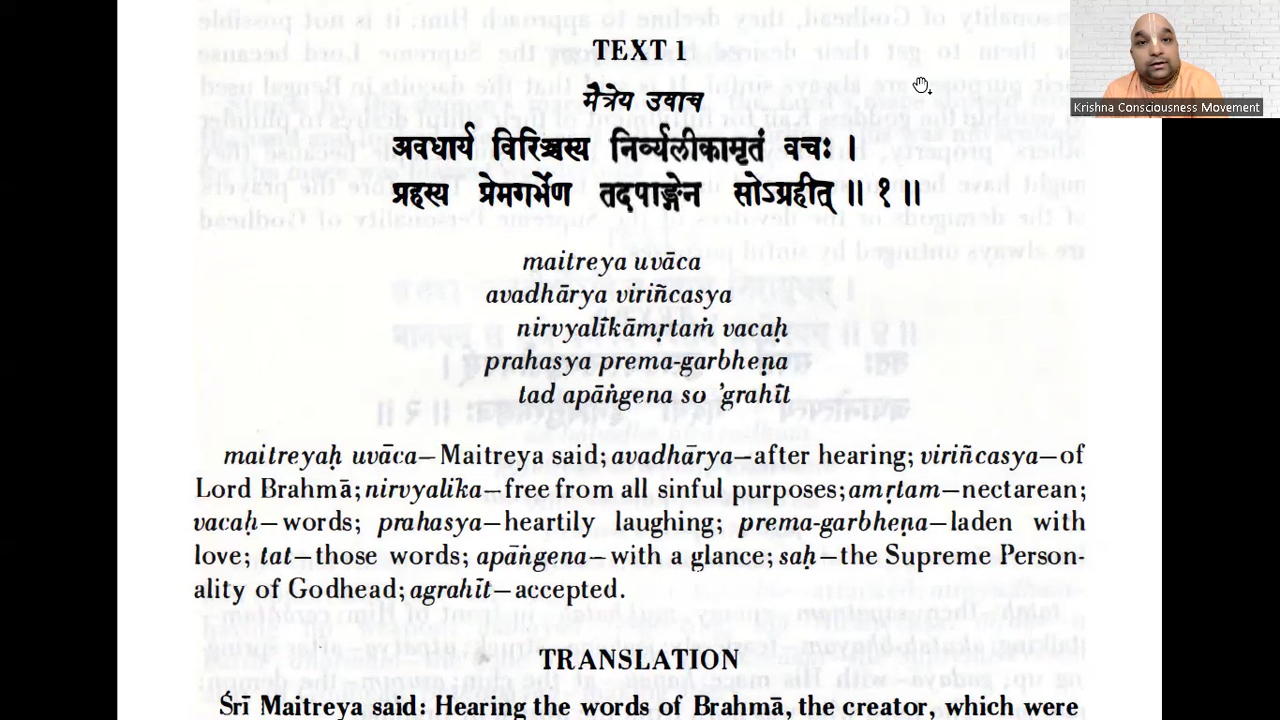 TEXT 1
मैत्रेय उवाच
अवधार्य विरिञ्चस्य निर्व्यलीकामृतं वचः ।
प्रहस्य प्रेमगर्भेण तदपाङ्गेन सोऽग्रहीत् ॥ १ ॥
maitreya uvāca
avadhārya viriñcasya
nirvyalīkāmṛtaṁ vacaḥ
prahasya prema-garbheṇa
tad apāṅgena so 'grahīt
maitreyaḥ uvāca—Maitreya said; avadhārya—after hearing; viriñcasya—of
Lord Brahmā; nirvyalīka—free from all sinful purposes; amṛtam—nectarean;
vacaḥ—words; prahasya—heartily laughing; prema-garbheṇa—laden with
love; tat—those words; apāṅgena—with a glance; saḥ—the Supreme Person-
ality of Godhead; agrahīt—accepted.
TRANSLATION
Śrī Maitreya said: Hearing the words of Brahmā, the creator, which were
Krishna Consciousness Movement